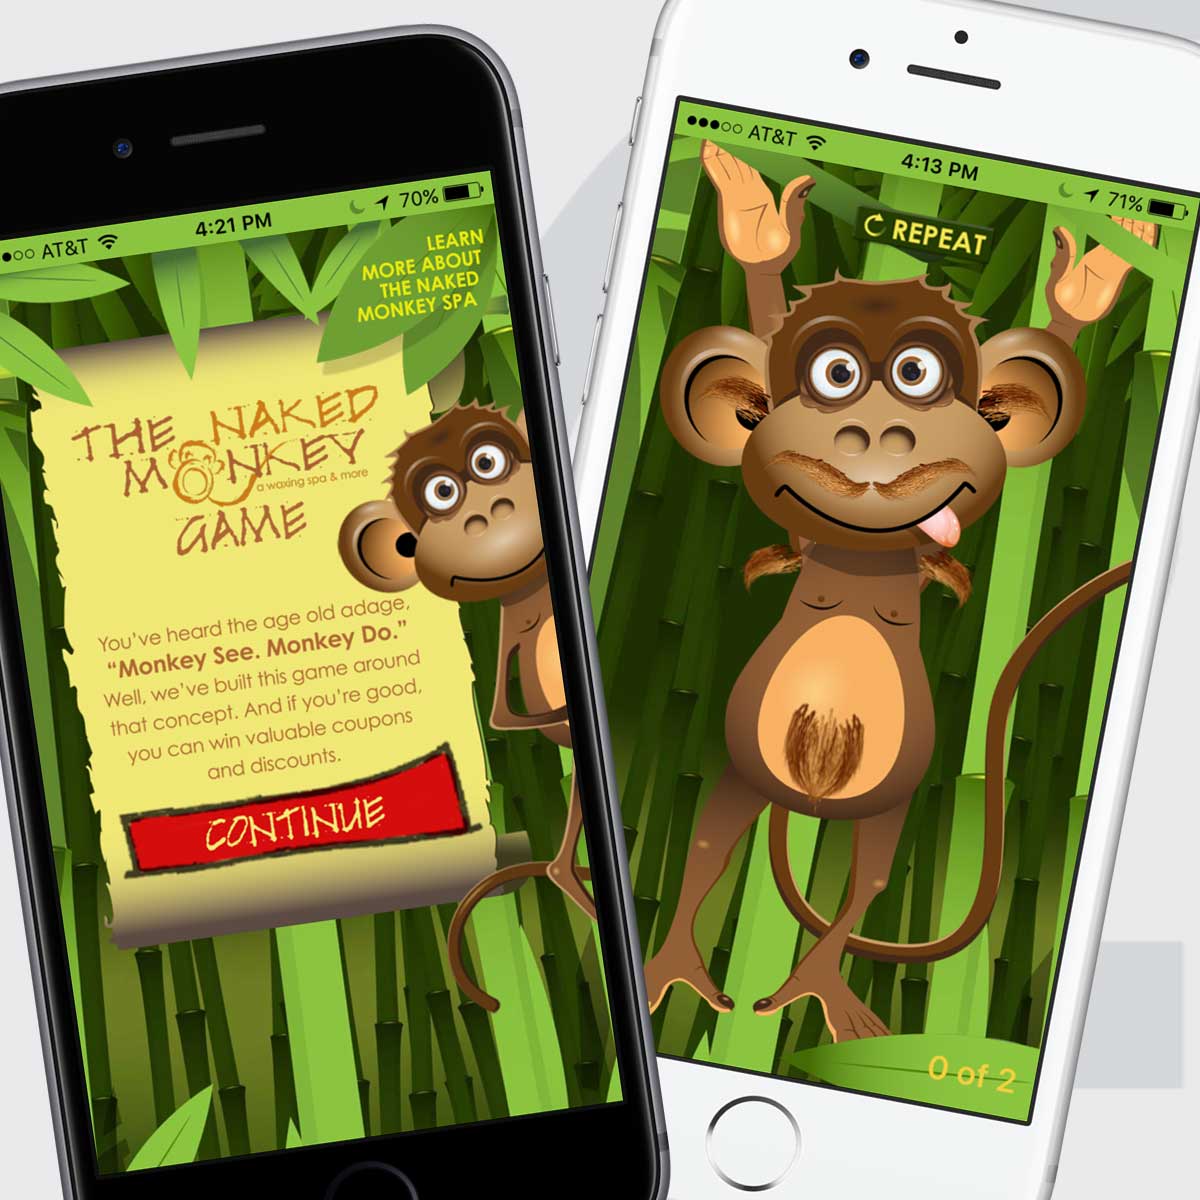 ●○○ AT&T 4:21 PM 70%
LEARN
MORE ABOUT
THE NAKED
MONKEY SPA
THE NAKED
MONKEY
a waxing spa & more
GAME
You've heard the age old adage,
“Monkey See. Monkey Do.”
Well, we've built this game around
that concept. And if you're good,
you can win valuable coupons
and discounts.
CONTINUE
●●●○○ AT&T 4:13 PM 71%
REPEAT
0 of 2